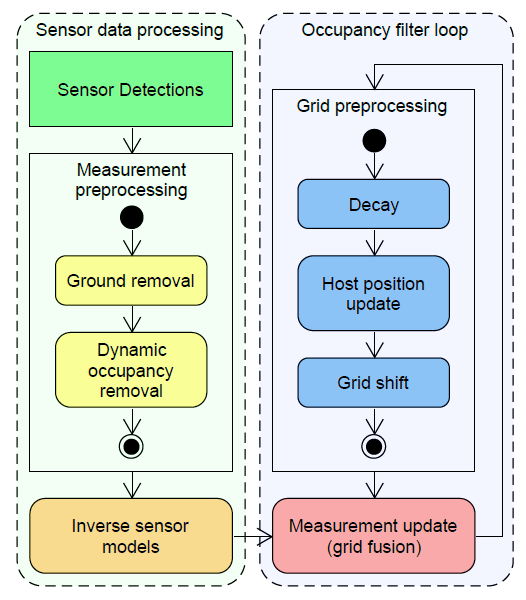 Sensor data processing
Sensor Detections
Measurement
preprocessing
Ground removal
Dynamic
occupancy
removal
Inverse sensor
models
Occupancy filter loop
Grid preprocessing
Decay
Host position
update
Grid shift
Measurement update
(grid fusion)